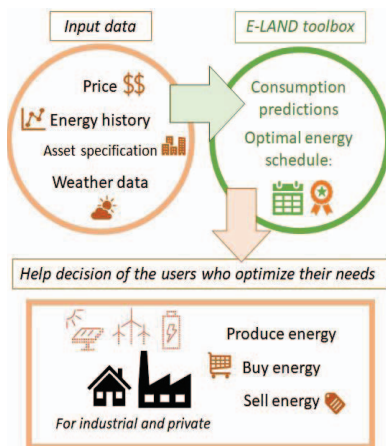 Input data
Price $$
Energy history
Asset specification
Weather data
E-LAND toolbox
Consumption
predictions
Optimal energy
schedule:
Help decision of the users who optimize their needs
Produce energy
Buy energy
Sell energy
For industrial and private